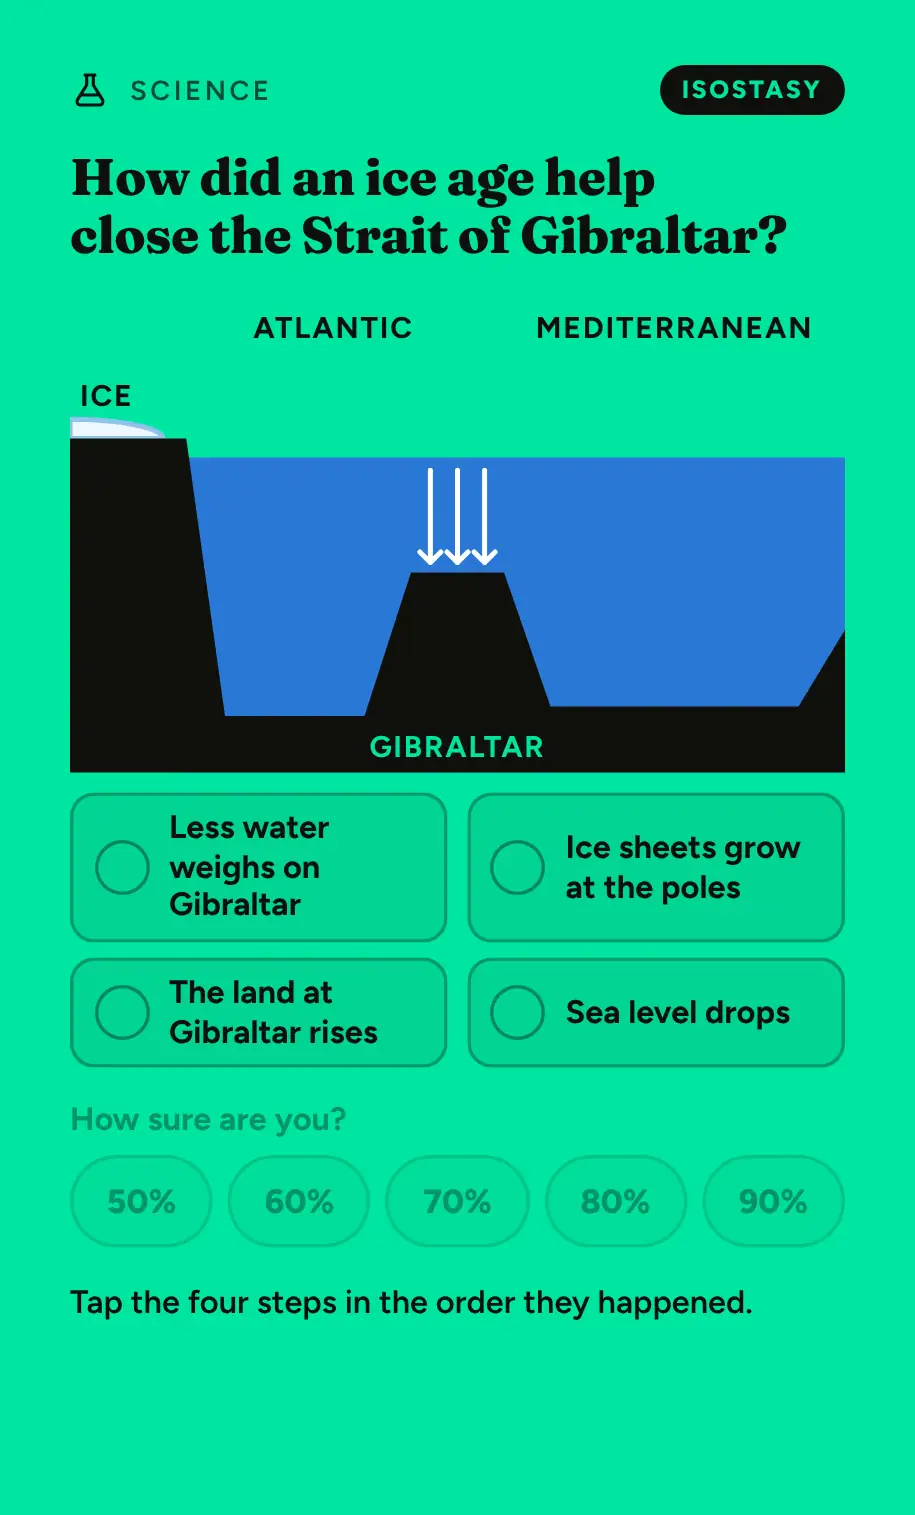 SCIENCE
ISOSTASY
How did an ice age help
close the Strait of Gibraltar?
ATLANTIC
MEDITERRANEAN
ICE
GIBRALTAR
Less water
weighs on
Gibraltar
Ice sheets grow
at the poles
The land at
Gibraltar rises
Sea level drops
How sure are you?
50%
60%
70%
80%
90%
Tap the four steps in the order they happened.